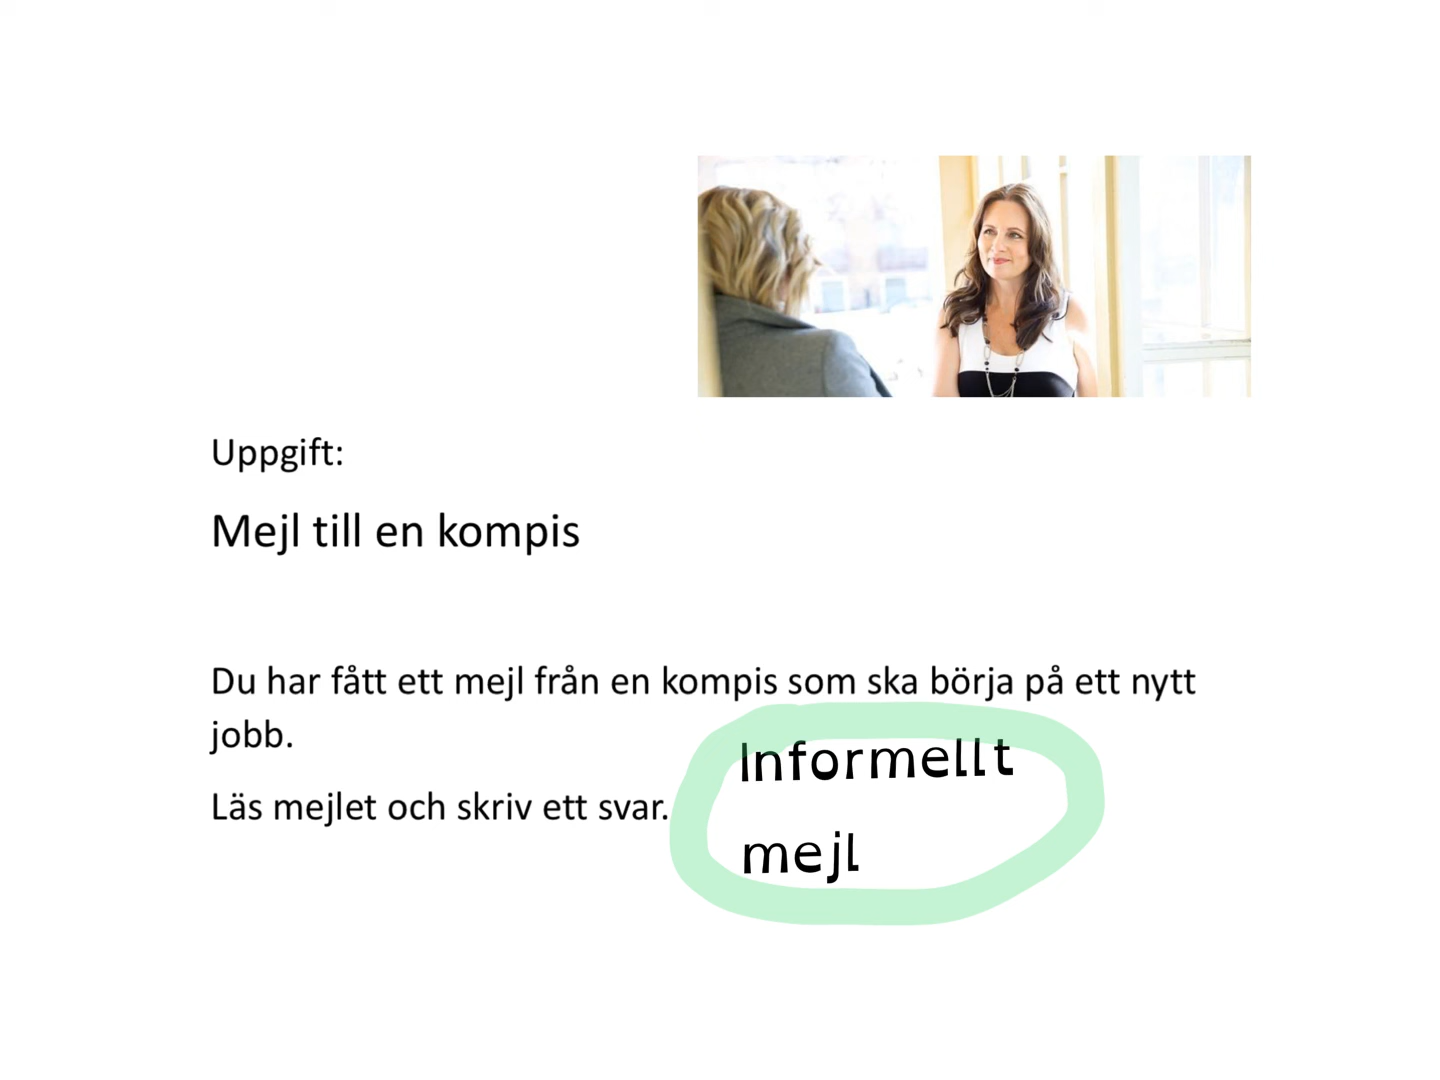 Uppgift:
Mejl till en kompis
Du har fått ett mejl från en kompis som ska börja på ett nytt
jobb.
Läs mejlet och skriv ett svar.
Informellt
mejl